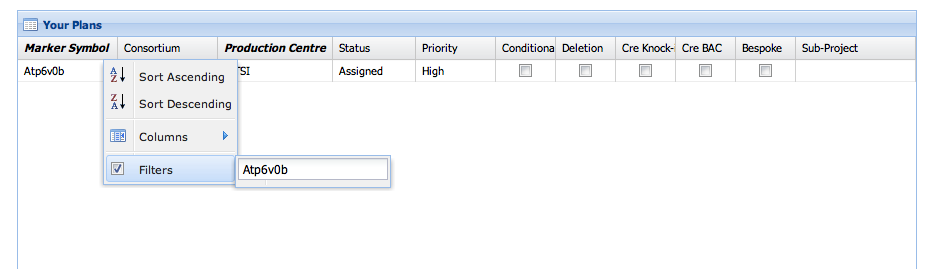 Your Plans
Marker Symbol Consortium Production Centre Status Priority Conditiona Deletion Cre Knock- Cre BAC Bespoke Sub-Project
Atp6v0b TSI Assigned High
Sort Ascending
Sort Descending
Columns
Filters Atp6v0b